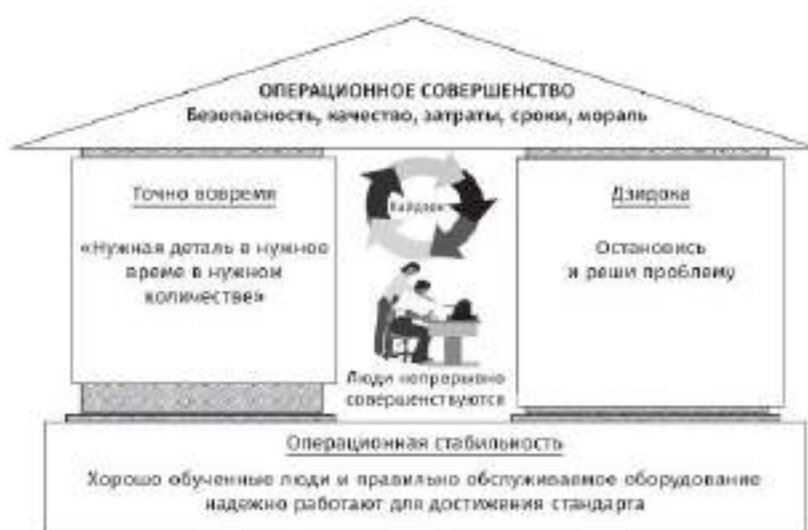 ОПЕРАЦИОННОЕ СОВЕРШЕНСТВО
Безопасность, качество, затраты, сроки, мораль
Точно вовремя
«Нужная деталь в нужное
време в нужном
количестве»
Кайдзен
Люди непрерывно
совершенствуются
Дзидока
Остановись
и реши проблему
Операционная стабильность
Хорошо обученные люди и правильно обслуживаемое оборудование
надежно работают для достижения стандарта